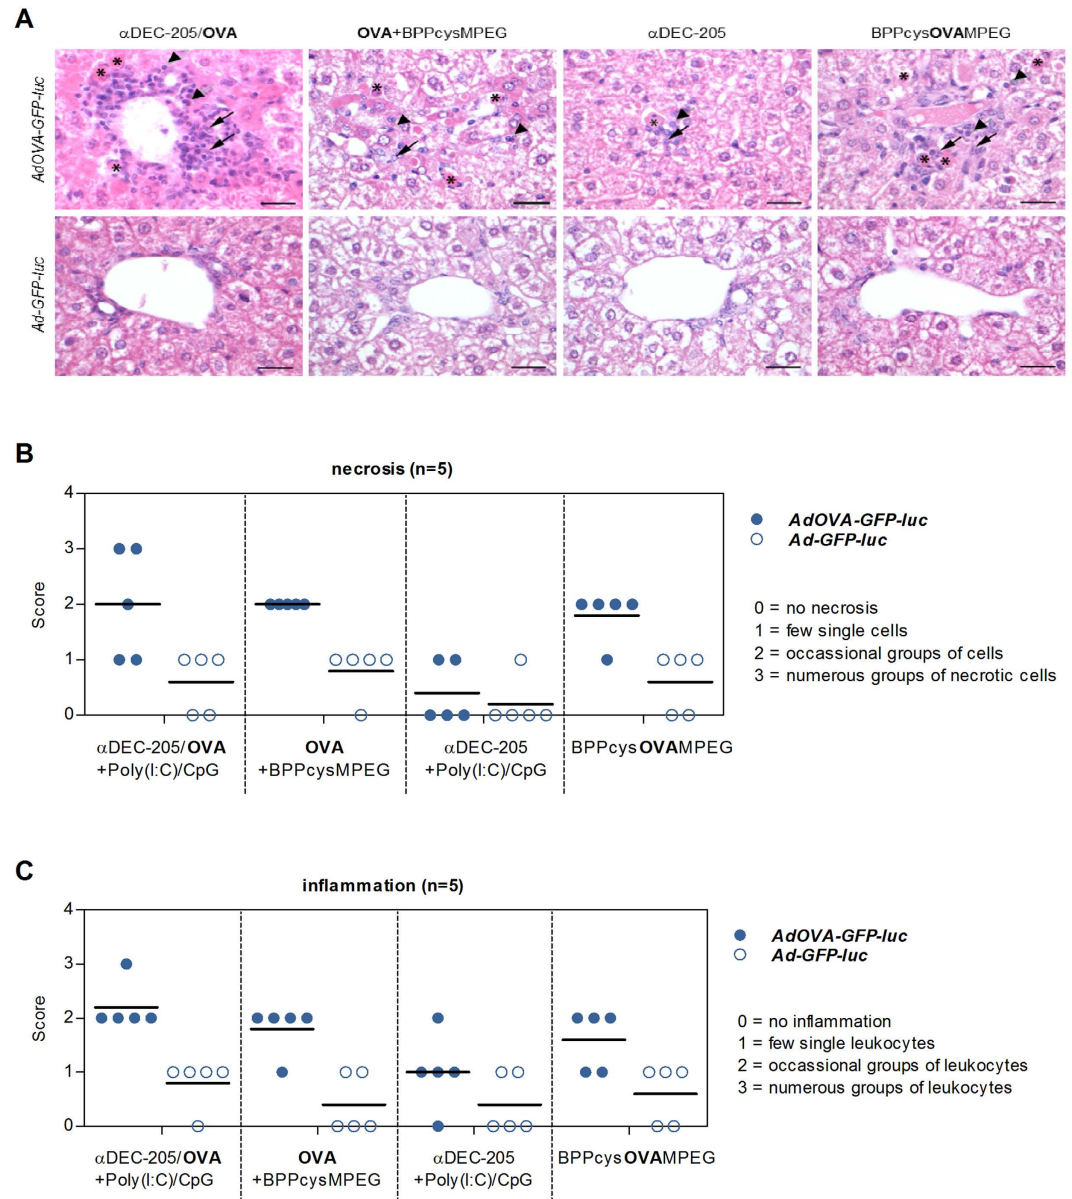 A
αDEC-205/OVA
OVA+BPPcysMPEG
αDEC-205
BPPcysOVAMPEG
AdOVA-GFP-luc
* * *
* * * *
*
* * * *
Ad-GFP-luc
B
necrosis (n=5)
Score
4
3
2
1
0
αDEC-205/OVA
+Poly(I:C)/CpG
OVA
+BPPcysMPEG
αDEC-205
+Poly(I:C)/CpG
BPPcysOVAMPEG
AdOVA-GFP-luc
Ad-GFP-luc
0 = no necrosis
1 = few single cells
2 = occassional groups of cells
3 = numerous groups of necrotic cells
C
inflammation (n=5)
Score
4
3
2
1
0
αDEC-205/OVA
+Poly(I:C)/CpG
OVA
+BPPcysMPEG
αDEC-205
+Poly(I:C)/CpG
BPPcysOVAMPEG
AdOVA-GFP-luc
Ad-GFP-luc
0 = no inflammation
1 = few single leukocytes
2 = occassional groups of leukocytes
3 = numerous groups of leukocytes